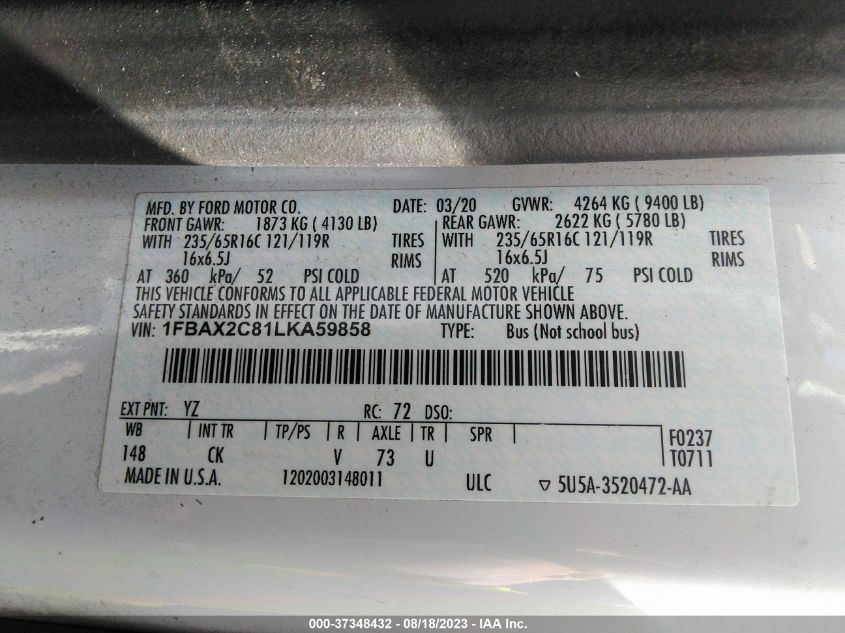 MFD. BY FORD MOTOR CO. DATE: 03/20 GVWR: 4264 KG ( 9400 LB)
FRONT GAWR: 1873 KG ( 4130 LB) REAR GAWR: 2622 KG ( 5780 LB)
WITH 235/65R16C 121/119R TIRES WITH 235/65R16C 121/119R TIRES
16x6.5J RIMS 16x6.5J RIMS
AT 360 kPa/ 52 PSI COLD AT 520 kPa/ 75 PSI COLD
THIS VEHICLE CONFORMS TO ALL APPLICABLE FEDERAL MOTOR VEHICLE
SAFETY STANDARDS IN EFFECT ON THE DATE OF MANUFACTURE SHOWN ABOVE.
VIN: 1FBAX2C81LKA59858 TYPE: Bus (Not school bus)
EXT PNT: YZ RC: 72 DSO:
WB INT TR TP/PS R AXLE TR SPR F0237
148 CK V 73 U T0711
MADE IN U.S.A. 1202003148011 ULC ▽ 5U5A-3520472-AA
000-37348432 - 08/18/2023 - IAA Inc.